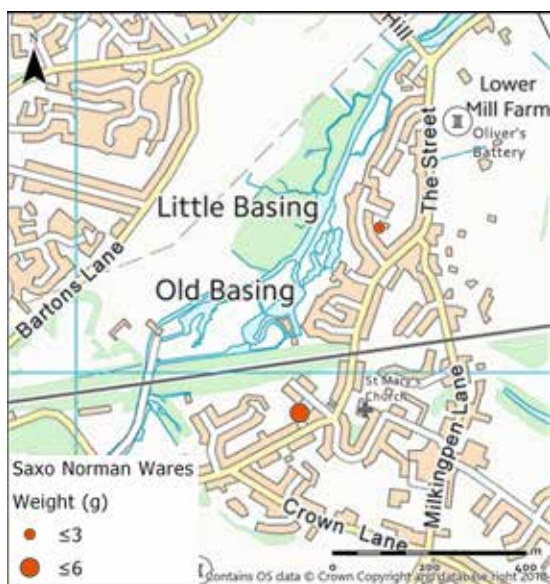 N
Hill
Lower
Mill Farm
Oliver's
Battery
The Street
Little Basing
Old Basing
Bartons Lane
St Mary's
Church
Milkingpen Lane
Crown Lane
Saxo Norman Wares
Weight (g)
≤3
≤6
m
0 200 400
Contains OS data © Crown Copyright and database right